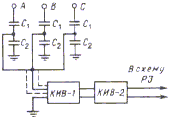 A B C
C₁ C₁ C₁
C₂ C₂ C₂
КИВ-1 КИВ-2
В схему
РЗ